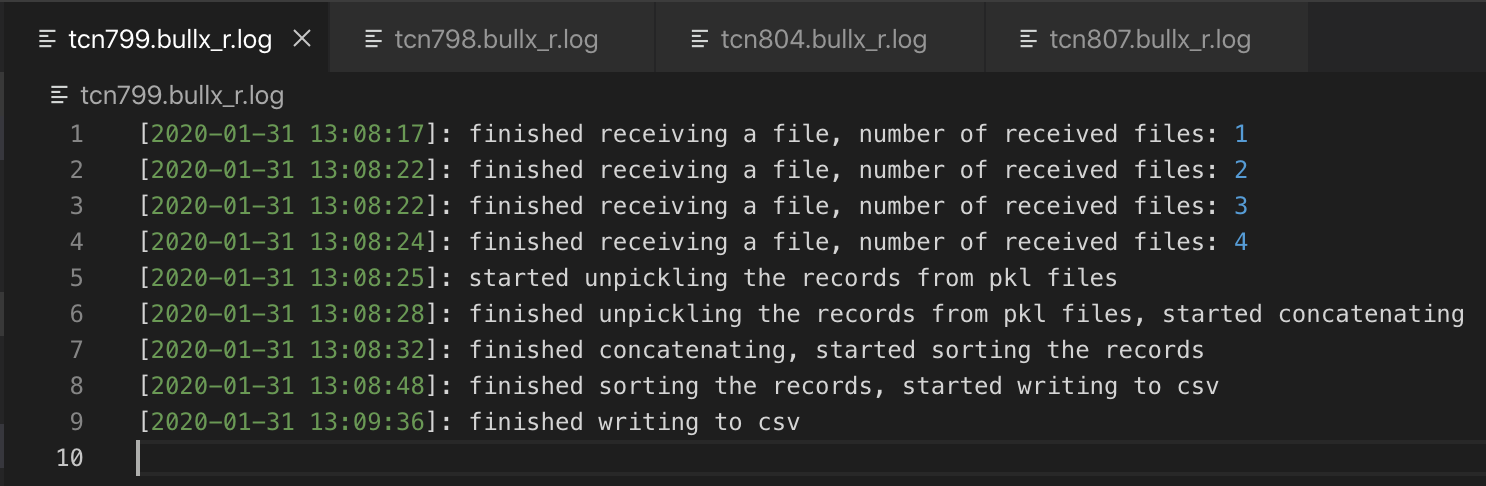 tcn799.bullx_r.log tcn798.bullx_r.log tcn804.bullx_r.log tcn807.bullx_r.log
tcn799.bullx_r.log
1 [2020-01-31 13:08:17]: finished receiving a file, number of received files: 1
2 [2020-01-31 13:08:22]: finished receiving a file, number of received files: 2
3 [2020-01-31 13:08:22]: finished receiving a file, number of received files: 3
4 [2020-01-31 13:08:24]: finished receiving a file, number of received files: 4
5 [2020-01-31 13:08:25]: started unpickling the records from pkl files
6 [2020-01-31 13:08:28]: finished unpickling the records from pkl files, started concatenating
7 [2020-01-31 13:08:32]: finished concatenating, started sorting the records
8 [2020-01-31 13:08:48]: finished sorting the records, started writing to csv
9 [2020-01-31 13:09:36]: finished writing to csv
10